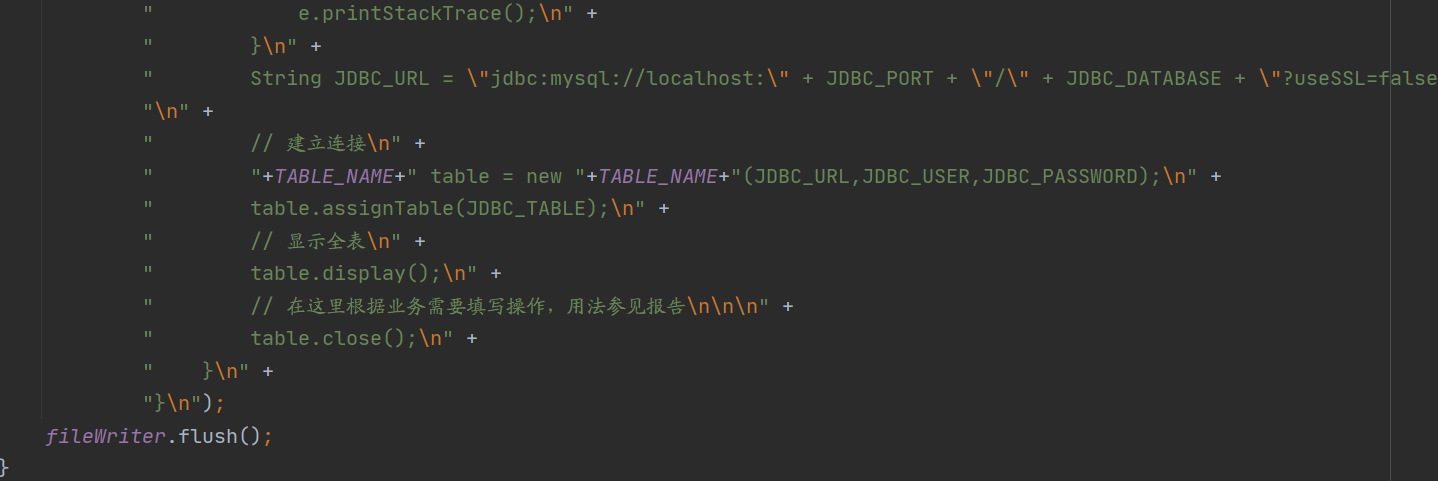 "            e.printStackTrace();\n" +
"        }\n" +
"        String JDBC_URL = \"jdbc:mysql://localhost:\" + JDBC_PORT + \"/\" + JDBC_DATABASE + \"?useSSL=false
"\n" +
"        // 建立连接\n" +
"        "+TABLE_NAME+" table = new "+TABLE_NAME+"(JDBC_URL,JDBC_USER,JDBC_PASSWORD);\n" +
"        table.assignTable(JDBC_TABLE);\n" +
"        // 显示全表\n" +
"        table.display();\n" +
"        // 在这里根据业务需要填写操作，用法参见报告\n\n\n" +
"        table.close();\n" +
"    }\n" +
"}\n");
fileWriter.flush();
}